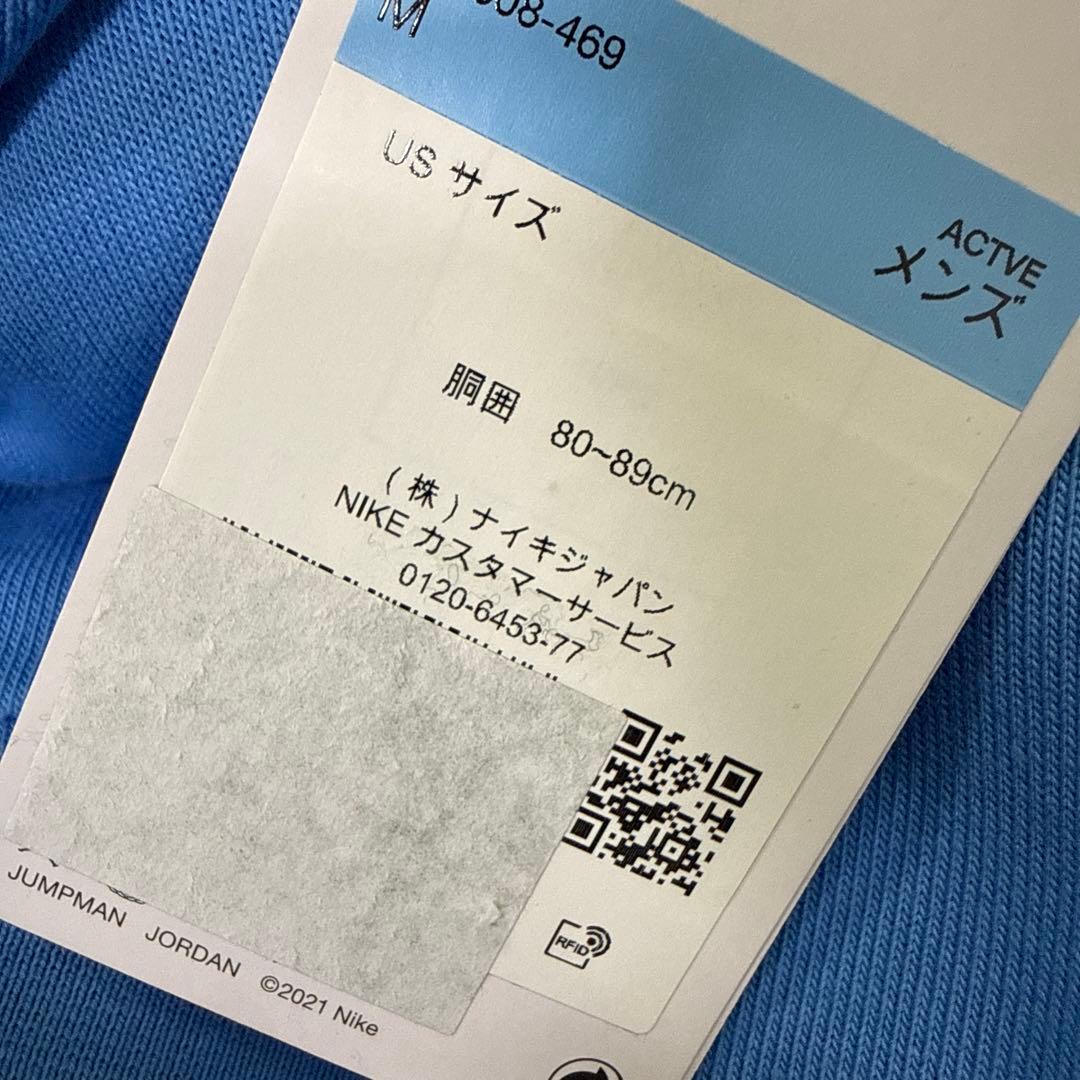 M
08-469
US サイズ
ACTVE
メンズ
胴囲 80~89cm
(株)ナイキジャパン
NIKE カスタマーサービス
0120-6453-77
RFID
JUMPMAN JORDAN ©2021 Nike